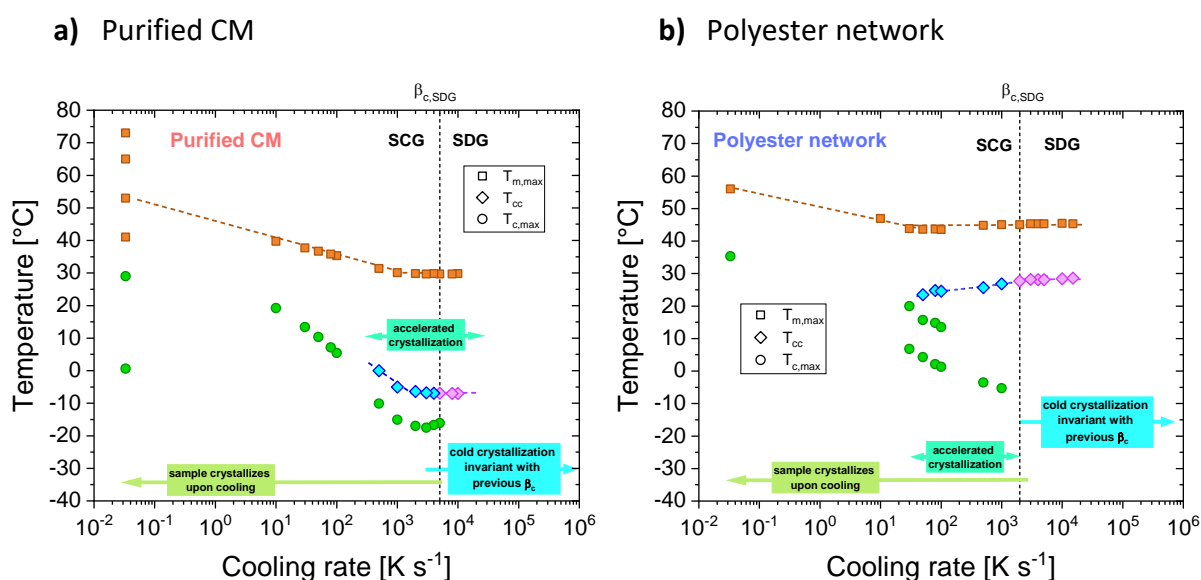 a) Purified CM
β_c,SDG
80
70
60
50
40
30
20
10
0
-10
-20
-30
-40
Temperature [°C]
Purified CM
SCG
SDG
T_m,max
T_cc
T_c,max
accelerated
crystallization
cold crystallization
invariant with
previous β_c
sample crystallizes
upon cooling
10^-2 10^-1 10^0 10^1 10^2 10^3 10^4 10^5 10^6
Cooling rate [K s^-1]
b) Polyester network
β_c,SDG
80
70
60
50
40
30
20
10
0
-10
-20
-30
-40
Temperature [°C]
Polyester network
SCG
SDG
T_m,max
T_cc
T_c,max
cold crystallization
invariant with
previous β_c
accelerated
crystallization
sample crystallizes
upon cooling
10^-2 10^-1 10^0 10^1 10^2 10^3 10^4 10^5 10^6
Cooling rate [K s^-1]